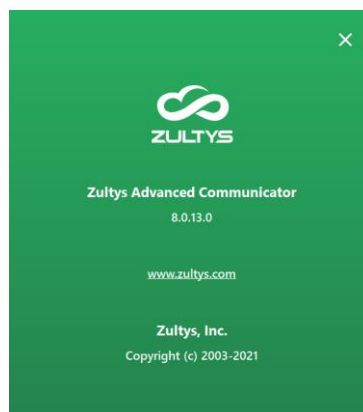 ZULTYS
Zultys Advanced Communicator
8.0.13.0
www.zultys.com
Zultys, Inc.
Copyright (c) 2003-2021